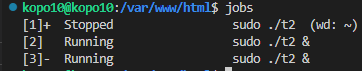 kopo10@kopo10:/var/www/html$ jobs
[1]+  Stopped                 sudo ./t2  (wd: ~)
[2]   Running                 sudo ./t2 &
[3]-  Running                 sudo ./t2 &